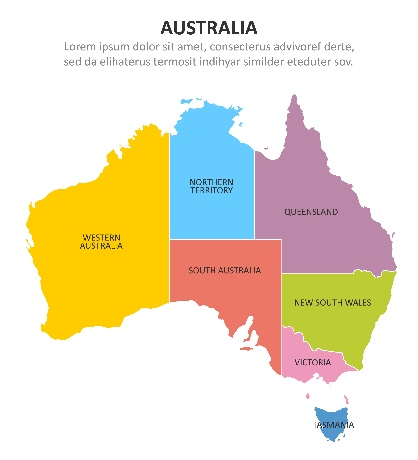 AUSTRALIA
Lorem ipsum dolor sit amet, consecterus advivoref derte,
sed da elihaterus termosit indihyar similder eteduter sov.
NORTHERN
TERRITORY
QUEENSLAND
WESTERN
AUSTRALIA
SOUTH AUSTRALIA
NEW SOUTH WALES
VICTORIA
TASMANIA